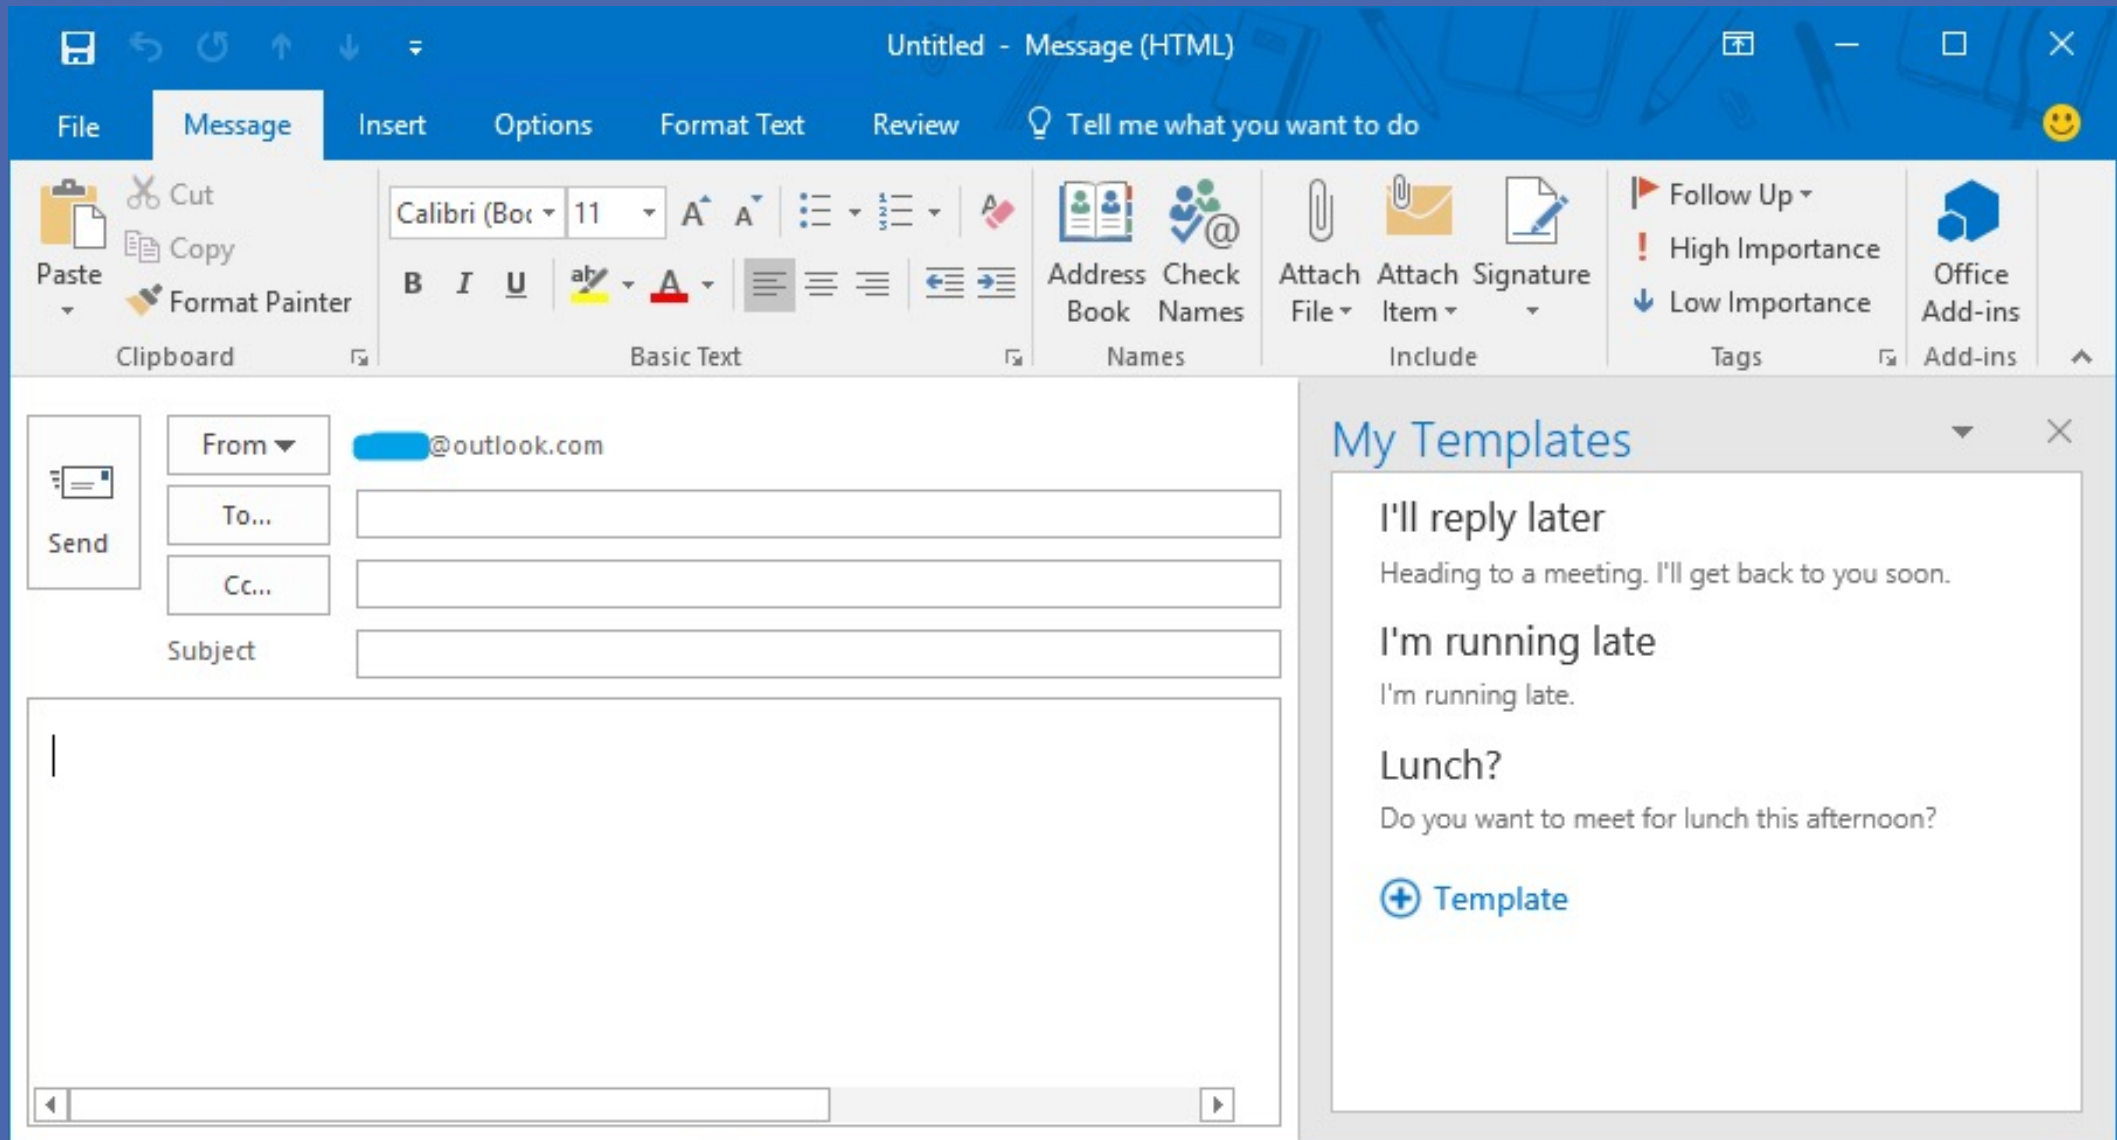 Untitled - Message (HTML)
File Message Insert Options Format Text Review Tell me what you want to do
Paste
Cut
Copy
Format Painter
Clipboard
Calibri (Boc 11
B I U
Basic Text
Address Book
Check Names
Names
Attach File
Attach Item
Signature
Include
Follow Up
High Importance
Low Importance
Tags
Office Add-ins
Add-ins
Send
From @outlook.com
To...
Cc...
Subject
My Templates
I'll reply later
Heading to a meeting. I'll get back to you soon.
I'm running late
I'm running late.
Lunch?
Do you want to meet for lunch this afternoon?
Template